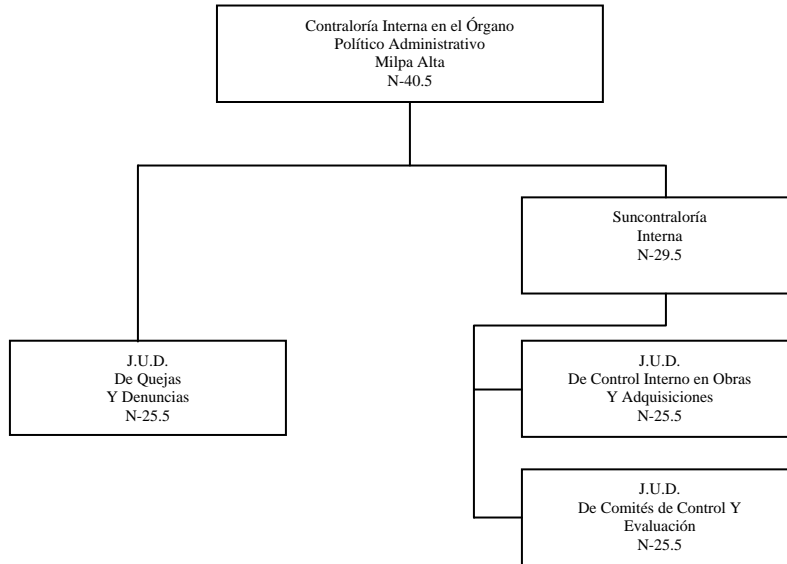 Contraloría Interna en el Órgano
Político Administrativo
Milpa Alta
N-40.5
Suncontraloría
Interna
N-29.5
J.U.D.
De Quejas
Y Denuncias
N-25.5
J.U.D.
De Control Interno en Obras
Y Adquisiciones
N-25.5
J.U.D.
De Comités de Control Y
Evaluación
N-25.5